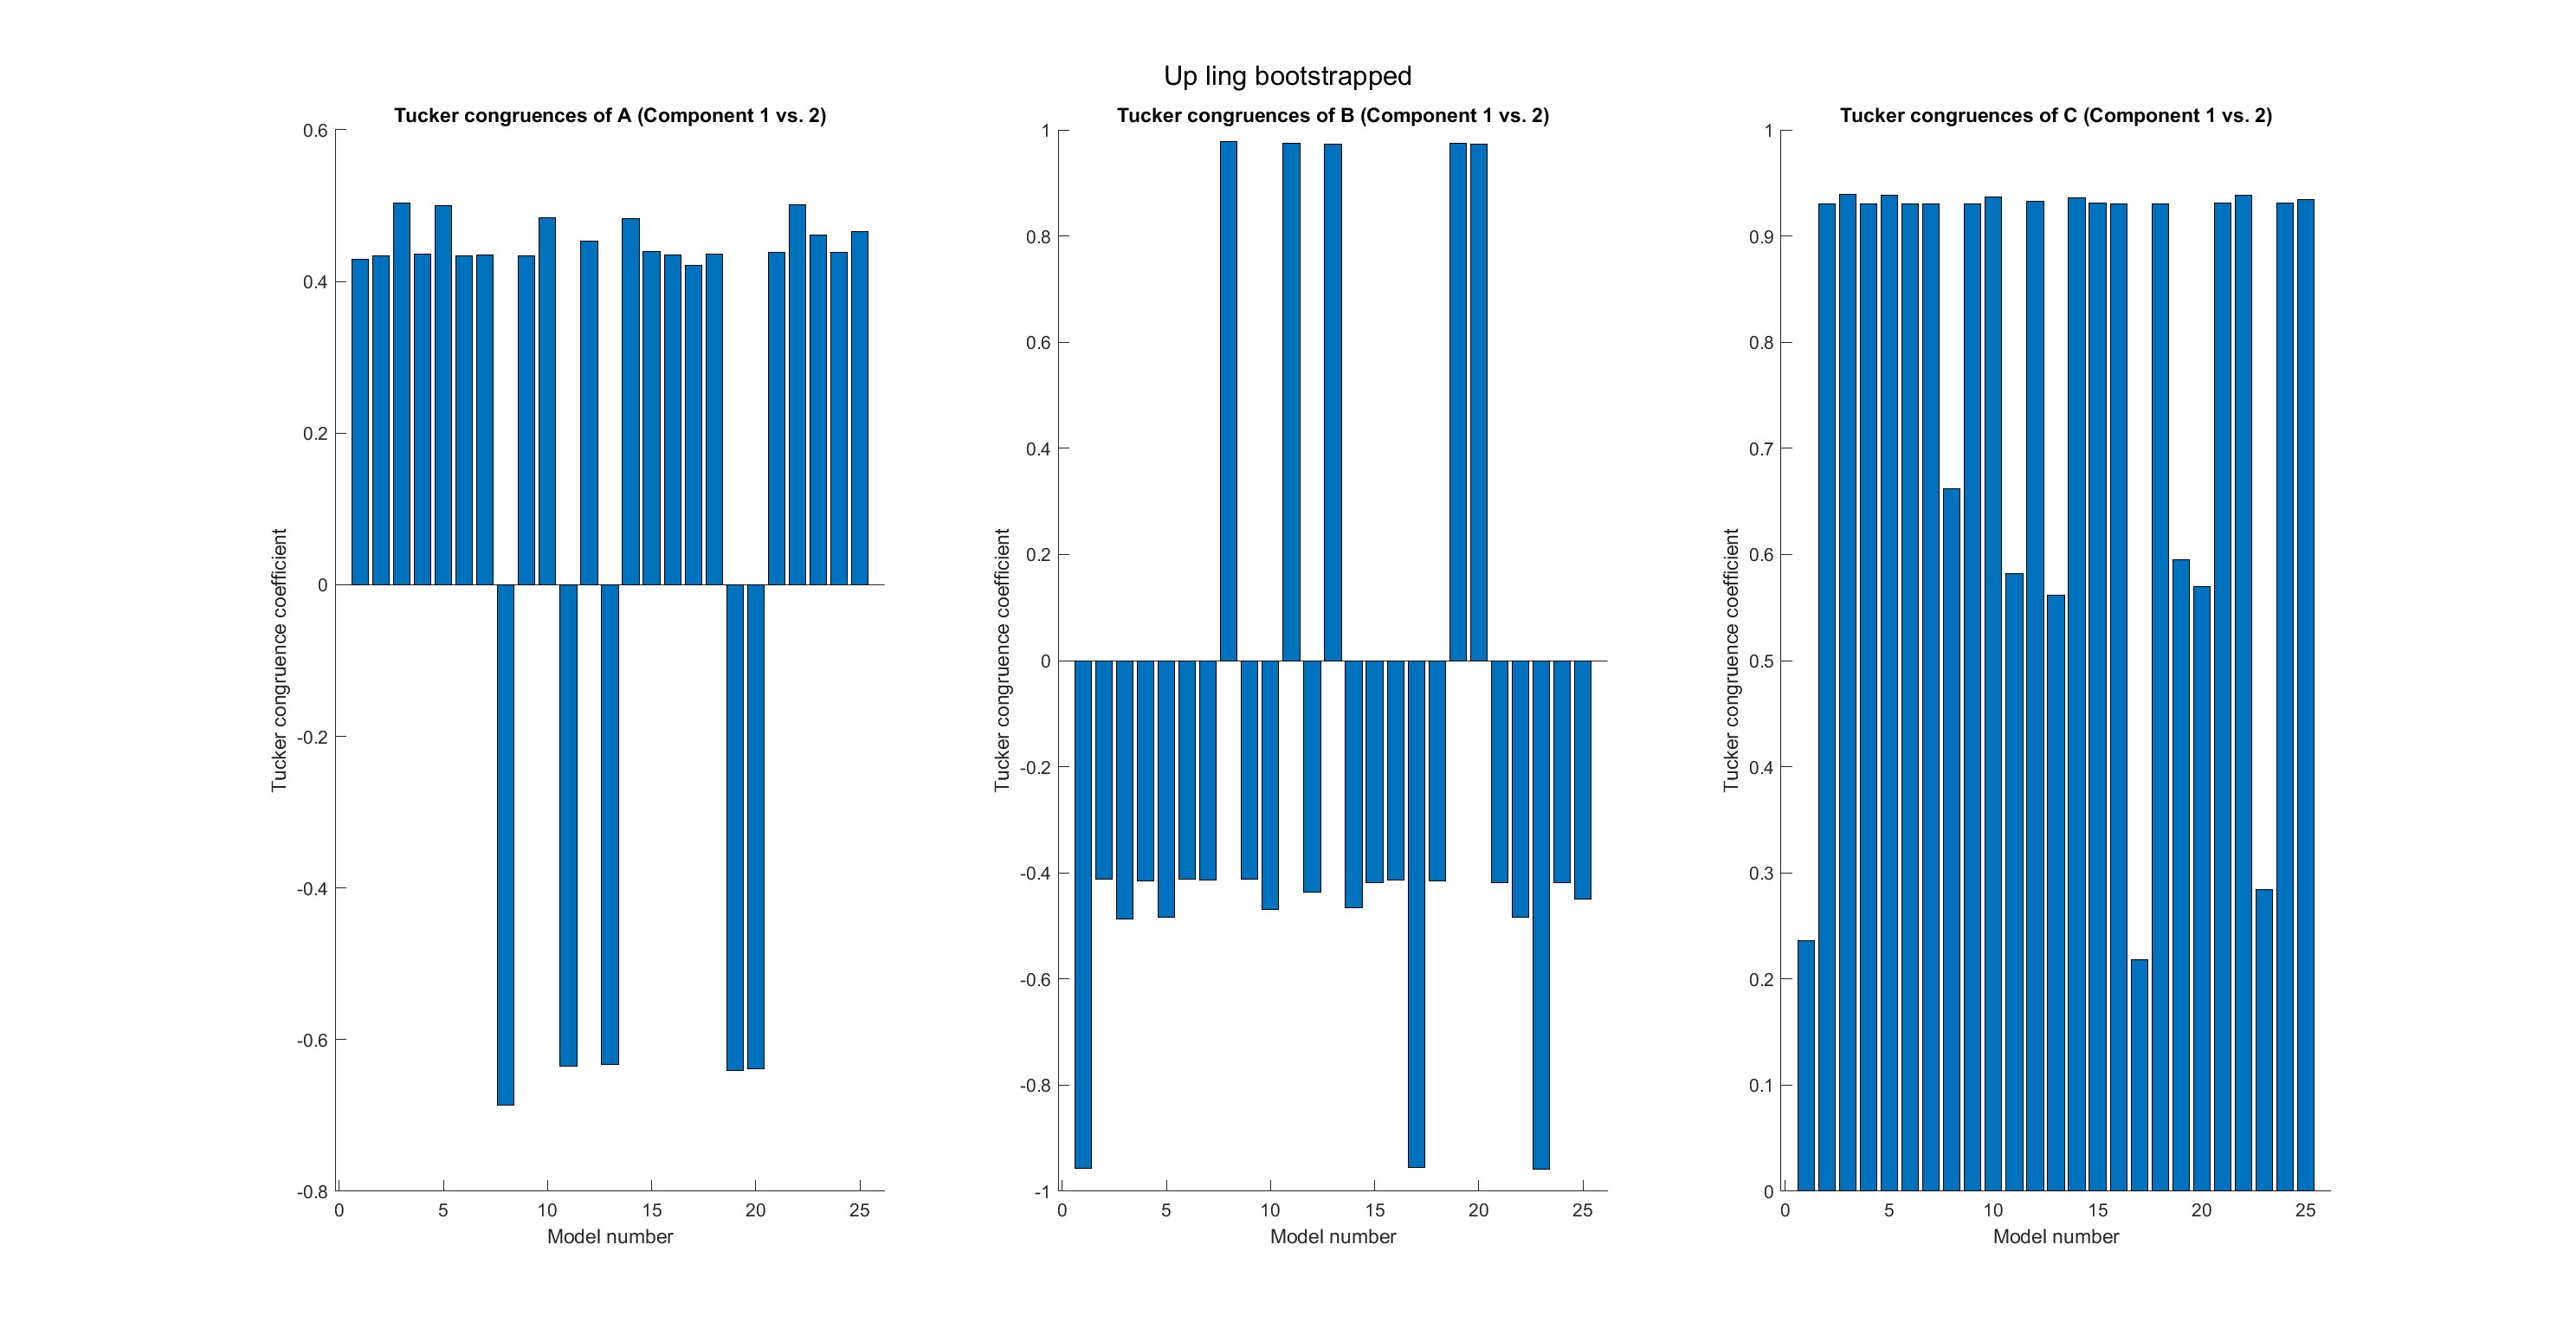 Up ling bootstrapped
Tucker congruences of A (Component 1 vs. 2)
0.6
0.4
0.2
0
-0.2
-0.4
-0.6
-0.8
0 5 10 15 20 25
Tucker congruence coefficient
Model number
Tucker congruences of B (Component 1 vs. 2)
1
0.8
0.6
0.4
0.2
0
-0.2
-0.4
-0.6
-0.8
-1
0 5 10 15 20 25
Tucker congruence coefficient
Model number
Tucker congruences of C (Component 1 vs. 2)
1
0.9
0.8
0.7
0.6
0.5
0.4
0.3
0.2
0.1
0
0 5 10 15 20 25
Tucker congruence coefficient
Model number